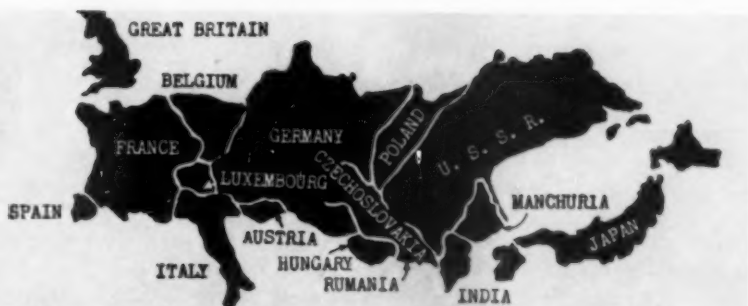 GREAT BRITAIN
BELGIUM
FRANCE
GERMANY
POLAND
U. S. S. R.
CZECHOSLOVAKIA
LUXEMBOURG
SPAIN
MANCHURIA
AUSTRIA
JAPAN
ITALY
HUNGARY
RUMANIA
INDIA